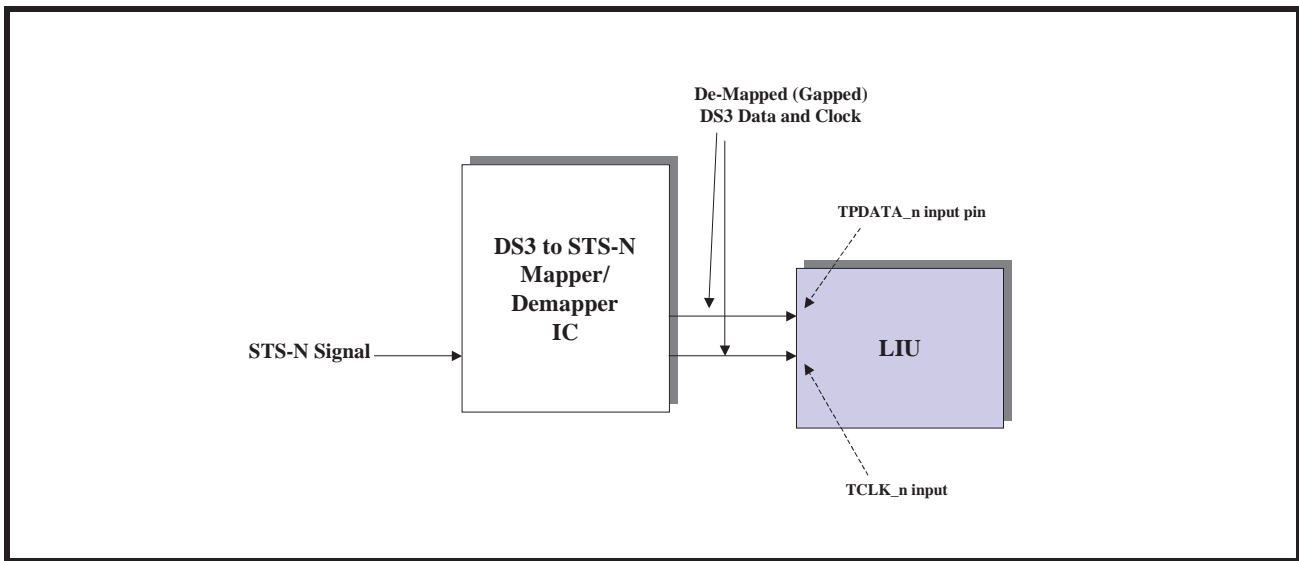 De-Mapped (Gapped)
DS3 Data and Clock
TPDATA_n input pin
DS3 to STS-N
Mapper/
Demapper
IC
STS-N Signal
LIU
TCLK_n input